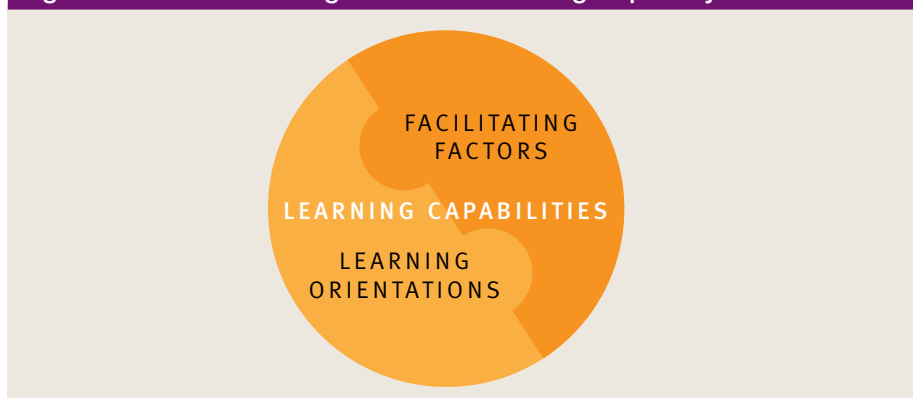 FACILITATING
FACTORS
LEARNING CAPABILITIES
LEARNING
ORIENTATIONS